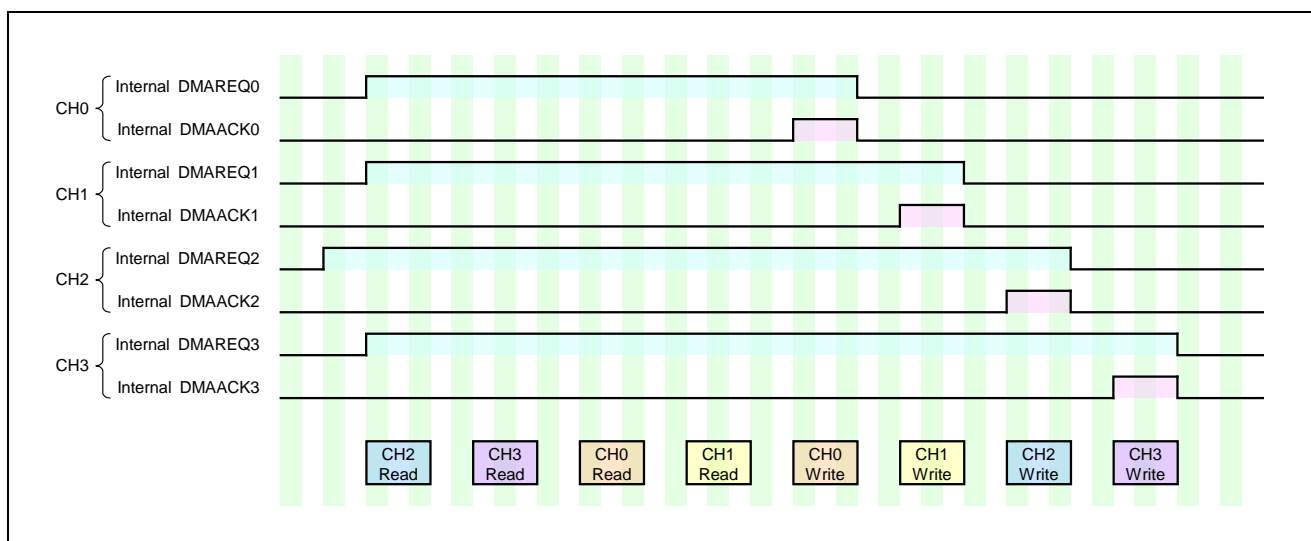 Internal DMAREQ0
CH0
Internal DMAACK0
Internal DMAREQ1
CH1
Internal DMAACK1
Internal DMAREQ2
CH2
Internal DMAACK2
Internal DMAREQ3
CH3
Internal DMAACK3
CH2 CH3 CH0 CH1 CH0 CH1 CH2 CH3
Read Read Read Read Write Write Write Write